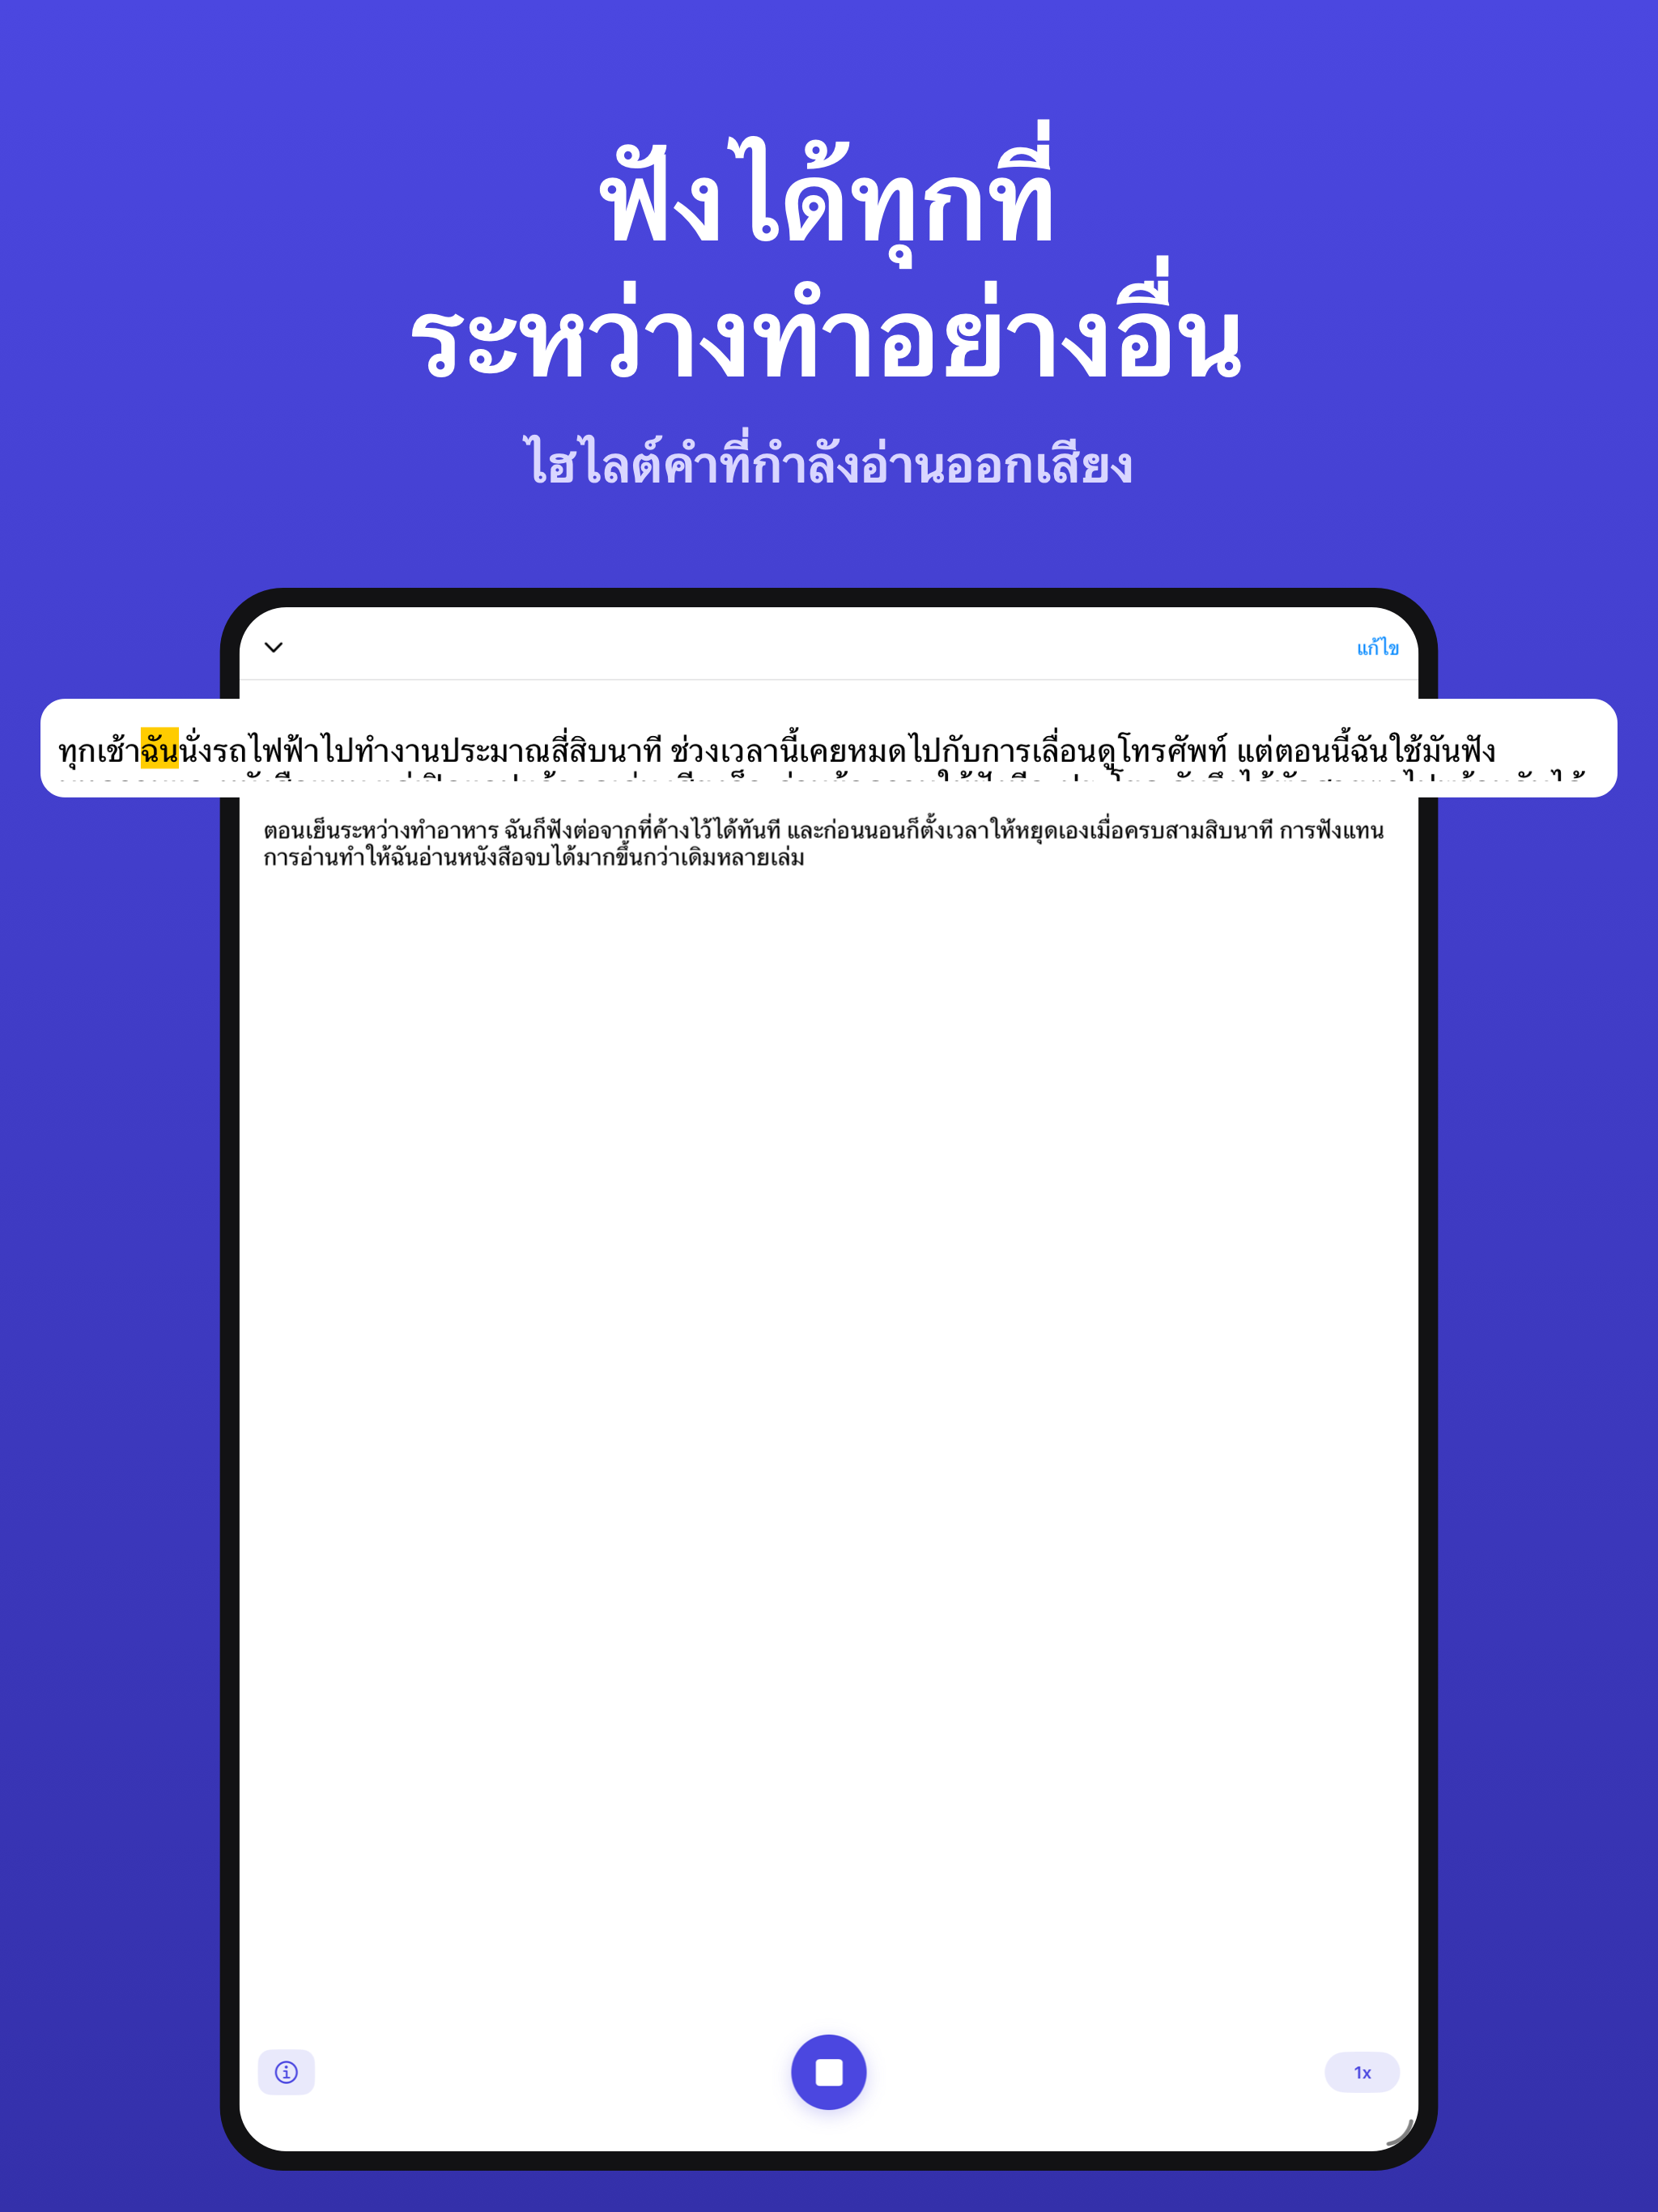 ฟังได้ทุกที่
ระหว่างทำอย่างอื่น
ไฮไลต์คำที่กำลังอ่านออกเสียง
แก้ไข
ทุกเช้าฉันนั่งรถไฟฟ้าไปทำงานประมาณสี่สิบนาที ช่วงเวลานี้เคยหมดไปกับการเลื่อนดูโทรศัพท์ แต่ตอนนี้ฉันใช้มันฟัง
ตอนเย็นระหว่างทำอาหาร ฉันก็ฟังต่อจากที่ค้างไว้ได้ทันที และก่อนนอนก็ตั้งเวลาให้หยุดเองเมื่อครบสามสิบนาที การฟังแทน
การอ่านทำให้ฉันอ่านหนังสือจบได้มากขึ้นกว่าเดิมหลายเล่ม
1x